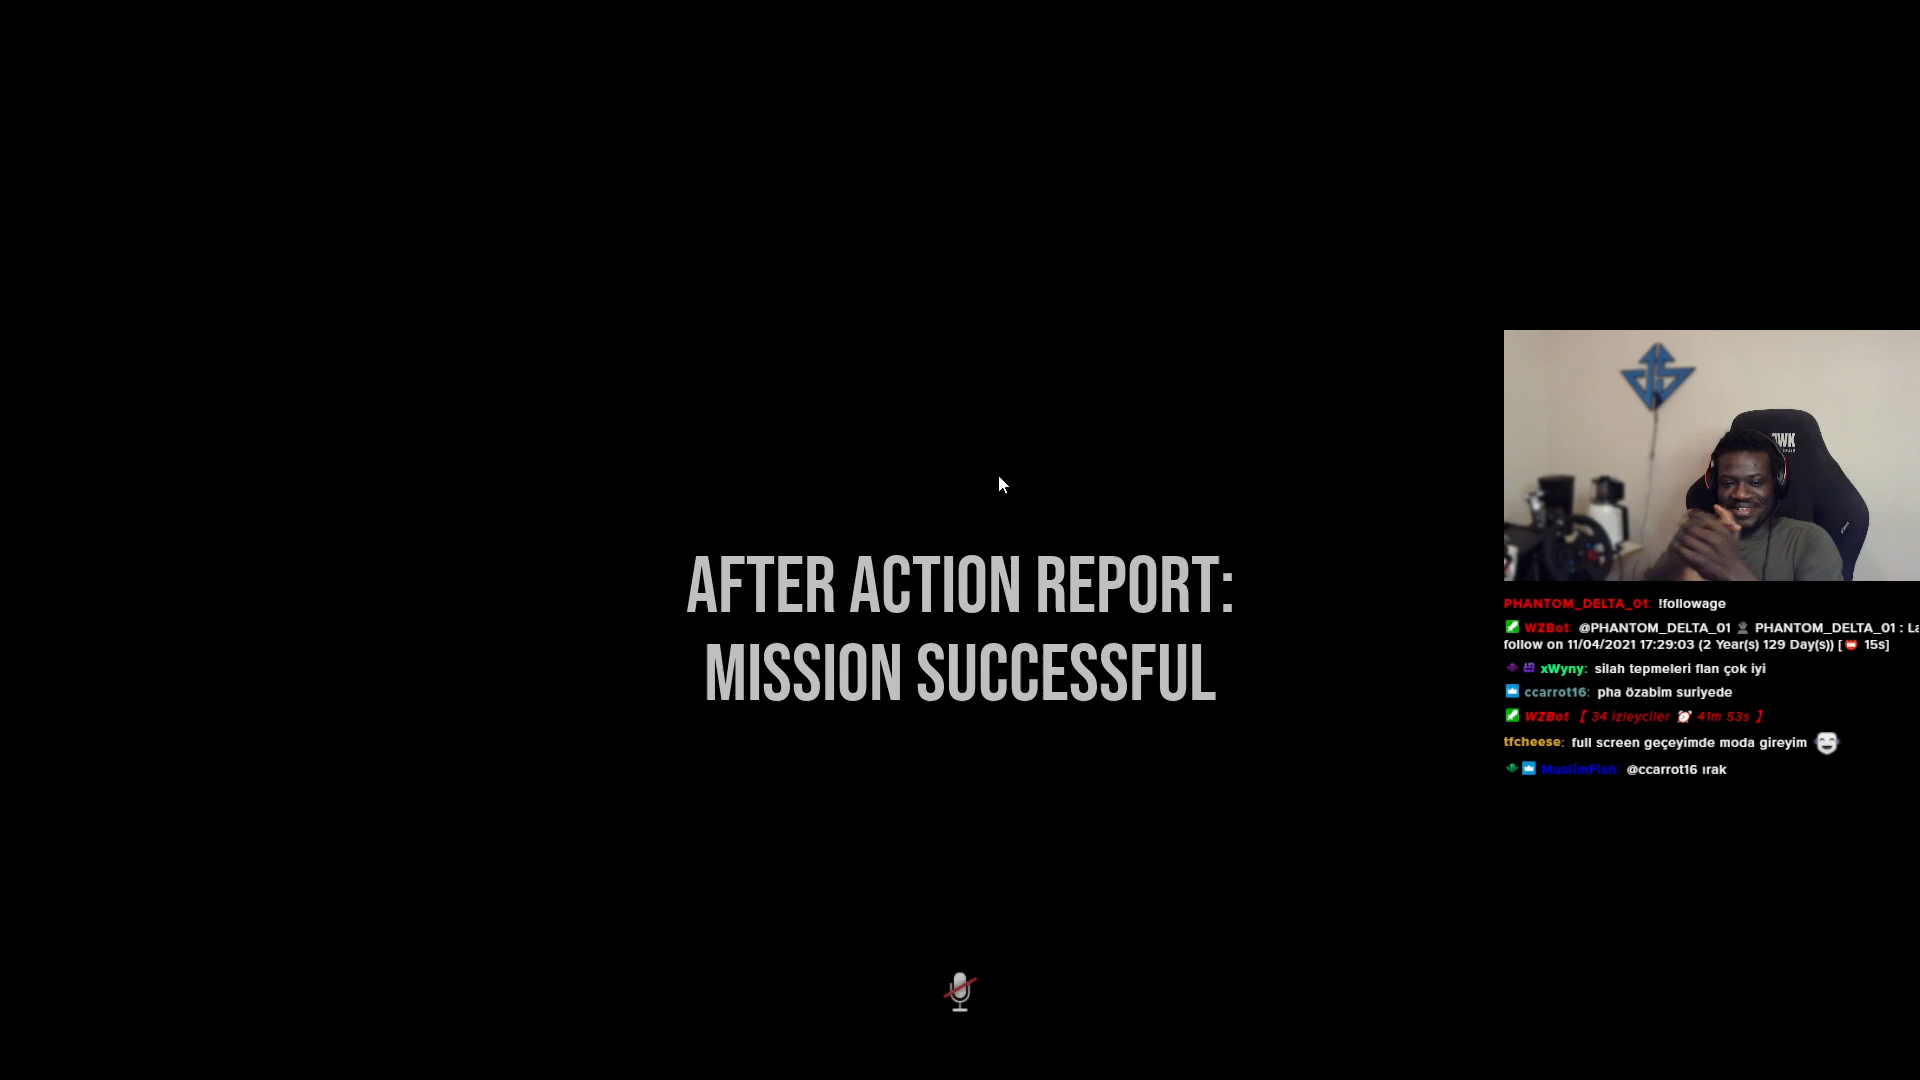 AFTER ACTION REPORT:
MISSION SUCCESSFUL
PHANTOM_DELTA_01: !followage
WZBot: @PHANTOM_DELTA_01 PHANTOM_DELTA_01 : La
follow on 11/04/2021 17:29:03 (2 Year(s) 129 Day(s)) [ 15s]
xWyny: silah tepmeleri flan çok iyi
ccarrot16: pha özabim suriyede
WZBot [ 34 izleyciler 41m 53s ]
tfcheese: full screen geçeyimde moda gireyim
MuslimFish: @ccarrot16 ırak